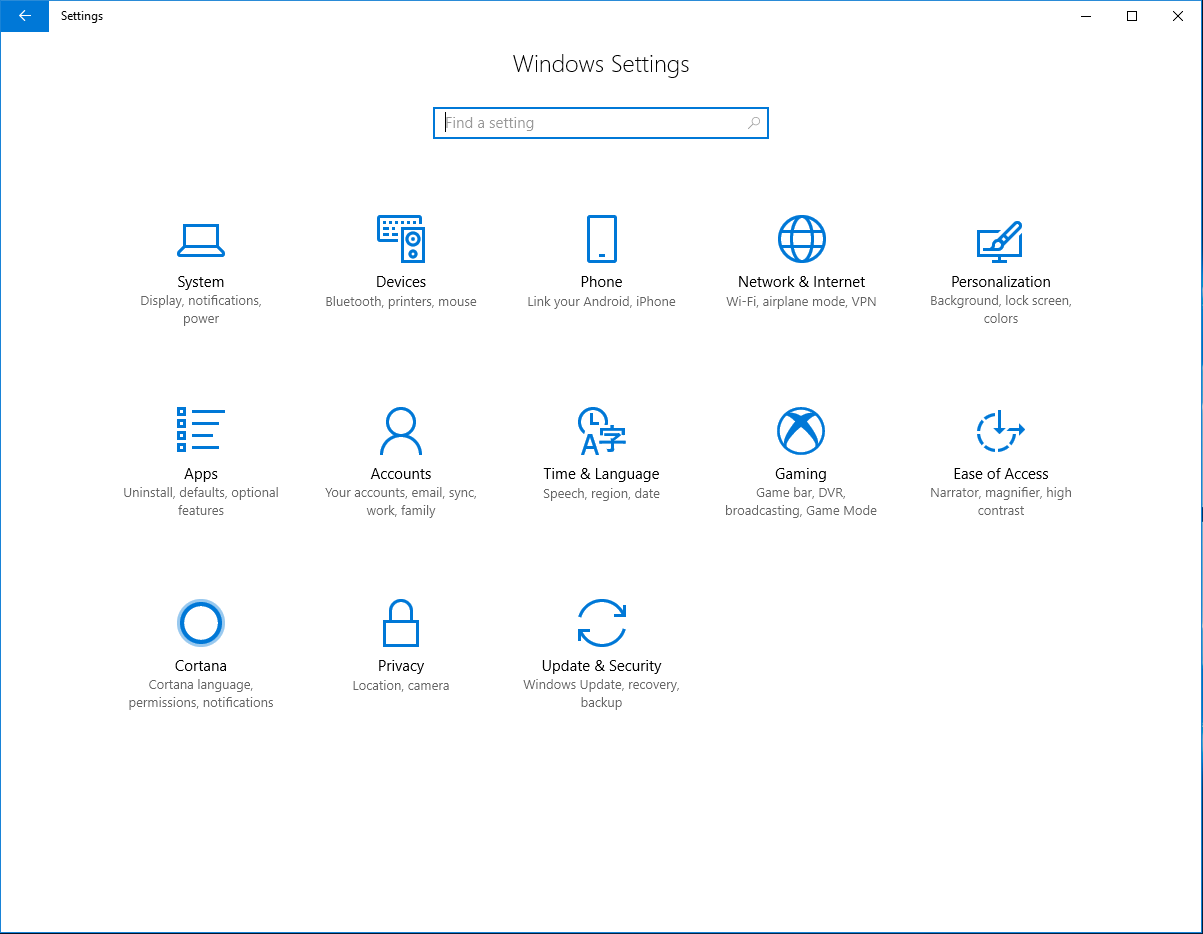 Settings
Windows Settings
Find a setting
System
Display, notifications,
power
Devices
Bluetooth, printers, mouse
Phone
Link your Android, iPhone
Network & Internet
Wi-Fi, airplane mode, VPN
Personalization
Background, lock screen,
colors
Apps
Uninstall, defaults, optional
features
Accounts
Your accounts, email, sync,
work, family
A字
Time & Language
Speech, region, date
Gaming
Game bar, DVR,
broadcasting, Game Mode
Ease of Access
Narrator, magnifier, high
contrast
Cortana
Cortana language,
permissions, notifications
Privacy
Location, camera
Update & Security
Windows Update, recovery,
backup